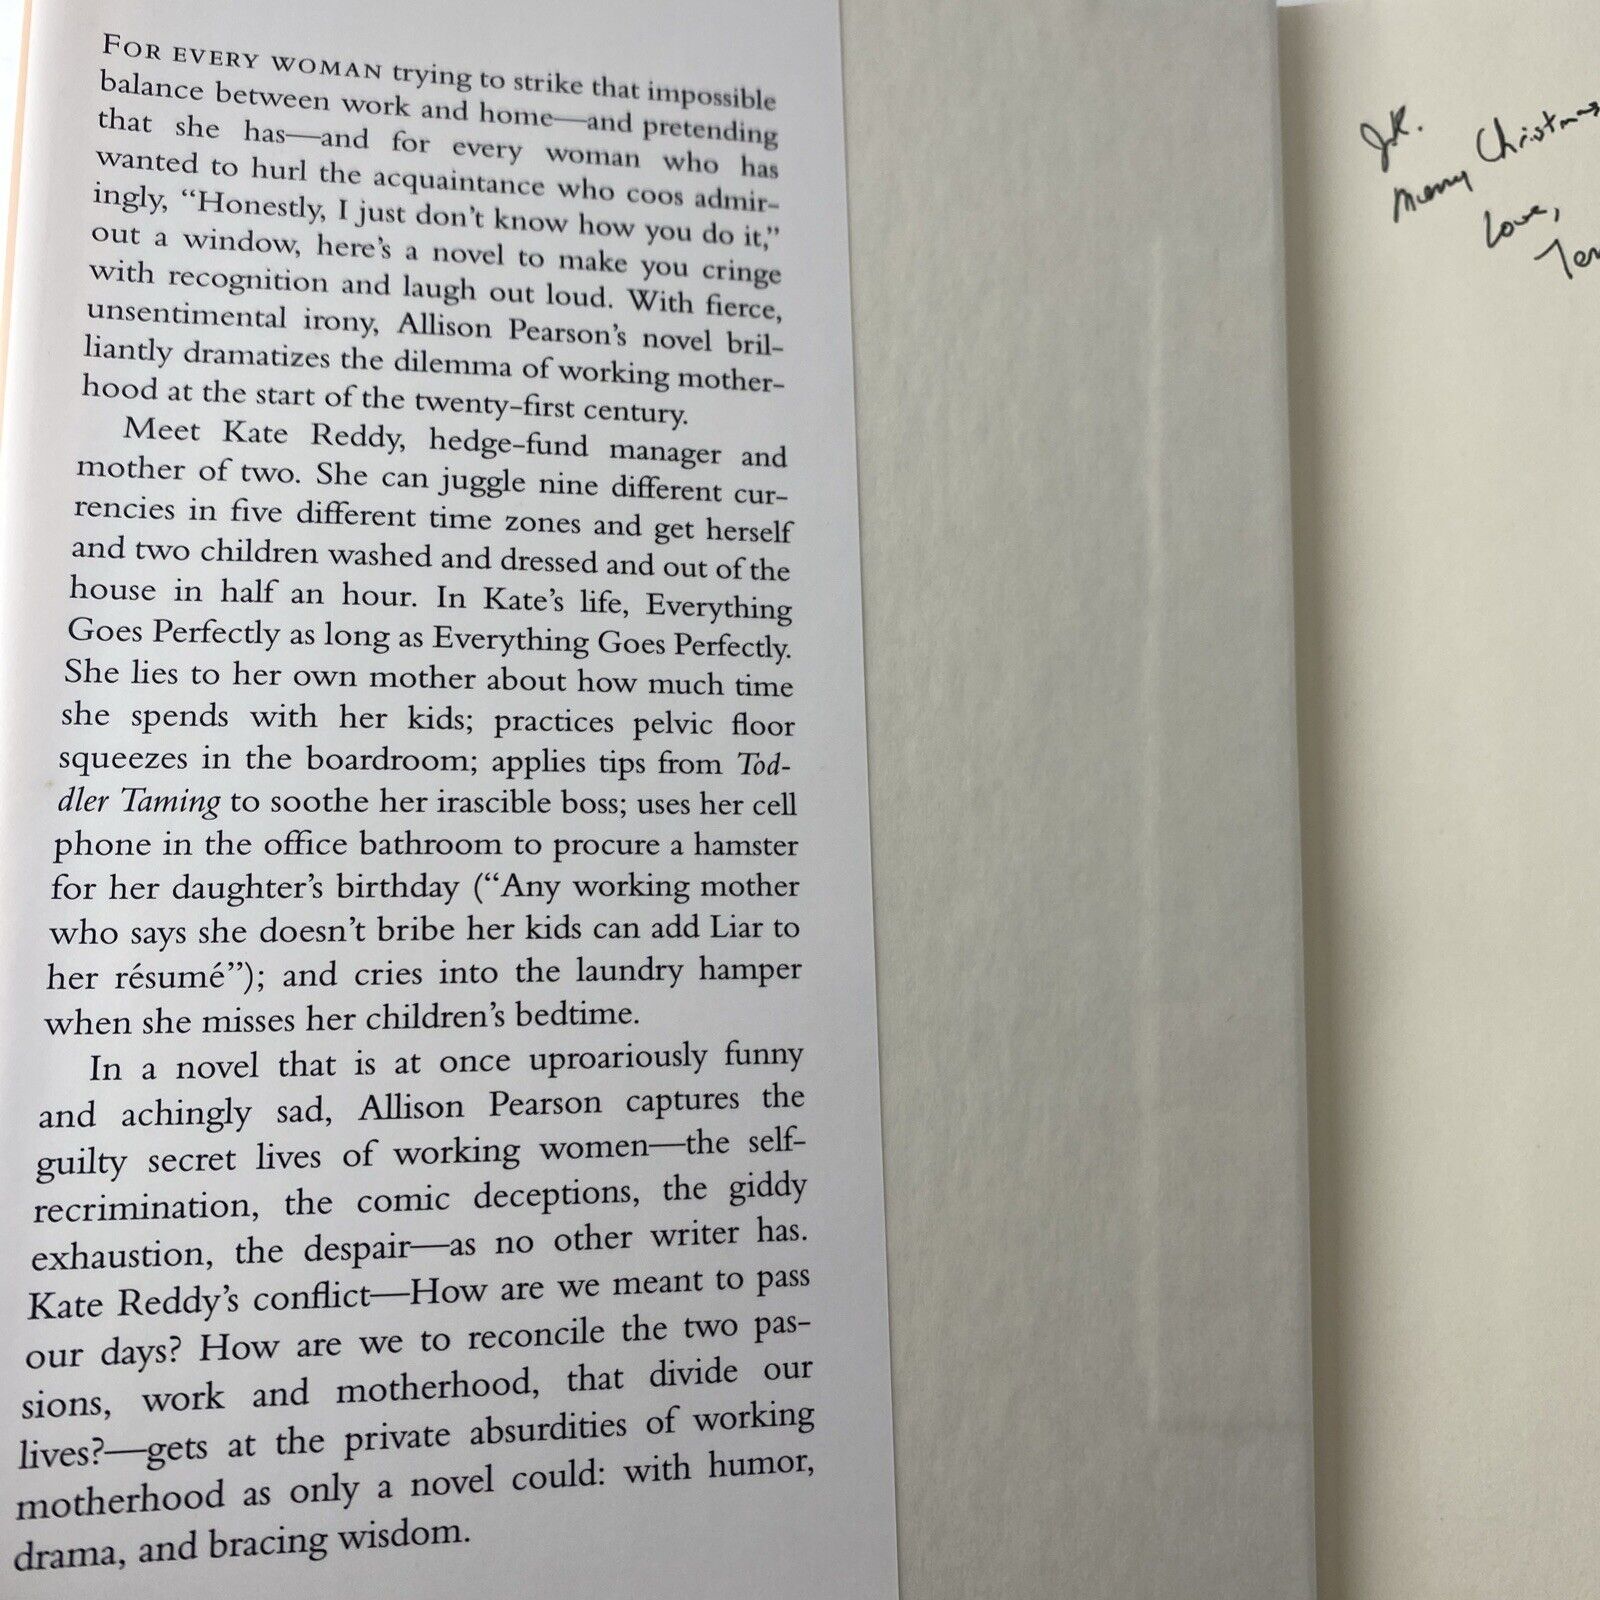 FOR EVERY WOMAN trying to strike that impossible
balance between work and home—and pretending
that she has—and for every woman who has
wanted to hurl the acquaintance who coos admir-
ingly, “Honestly, I just don’t know how you do it,”
out a window, here’s a novel to make you cringe
with recognition and laugh out loud. With fierce,
unsentimental irony, Allison Pearson’s novel bril-
liantly dramatizes the dilemma of working mother-
hood at the start of the twenty-first century.
Meet Kate Reddy, hedge-fund manager and
mother of two. She can juggle nine different cur-
rencies in five different time zones and get herself
and two children washed and dressed and out of the
house in half an hour. In Kate’s life, Everything
Goes Perfectly as long as Everything Goes Perfectly.
She lies to her own mother about how much time
she spends with her kids; practices pelvic floor
squeezes in the boardroom; applies tips from Tod-
dler Taming to soothe her irascible boss; uses her cell
phone in the office bathroom to procure a hamster
for her daughter’s birthday (“Any working mother
who says she doesn’t bribe her kids can add Liar to
her résumé”); and cries into the laundry hamper
when she misses her children’s bedtime.
In a novel that is at once uproariously funny
and achingly sad, Allison Pearson captures the
guilty secret lives of working women—the self-
recrimination, the comic deceptions, the giddy
exhaustion, the despair—as no other writer has.
Kate Reddy’s conflict—How are we meant to pass
our days? How are we to reconcile the two pas-
sions, work and motherhood, that divide our
lives?—gets at the private absurdities of working
motherhood as only a novel could: with humor,
drama, and bracing wisdom.
Merry Christmas
Love,